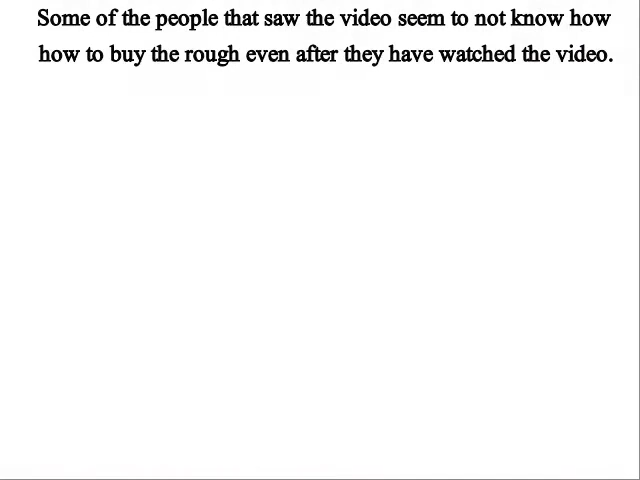 Some of the people that saw the video seem to not know how
how to buy the rough even after they have watched the video.